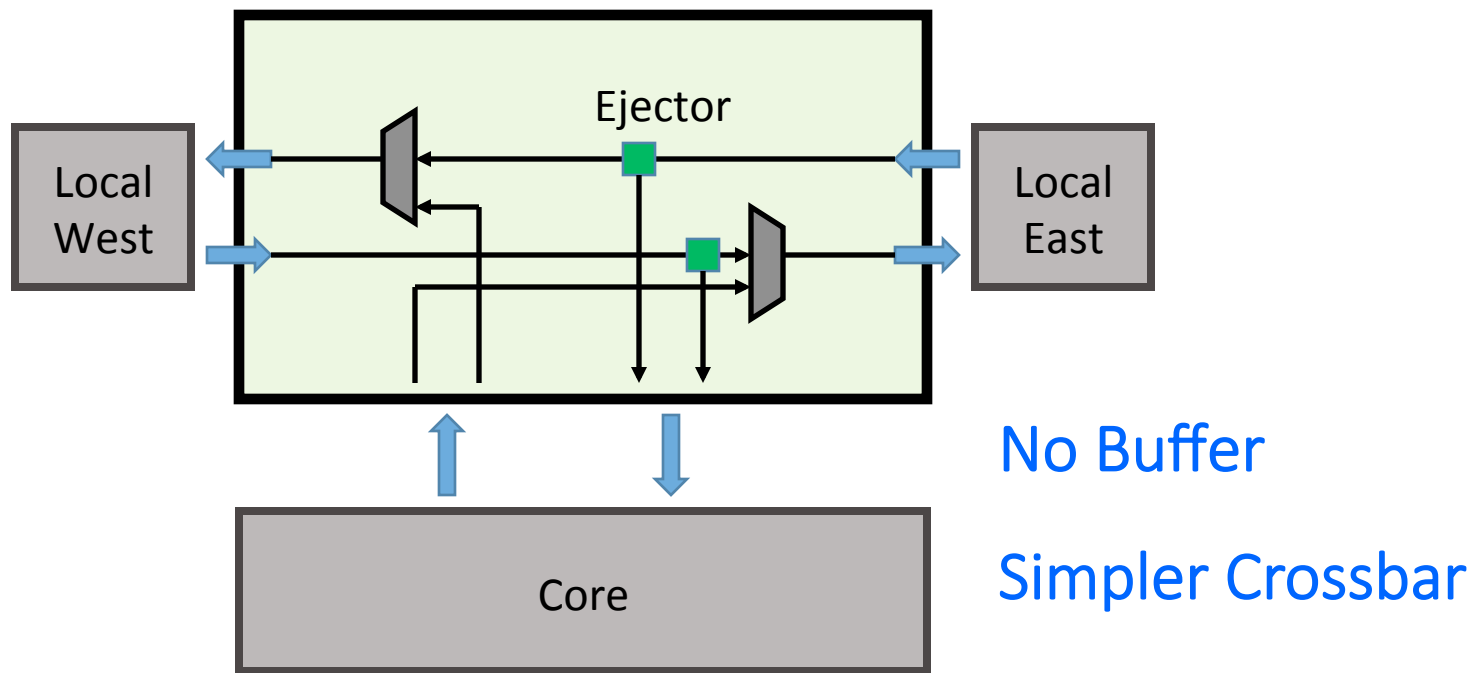 Ejector
Local
West
Local
East
No Buffer
Simpler Crossbar
Core